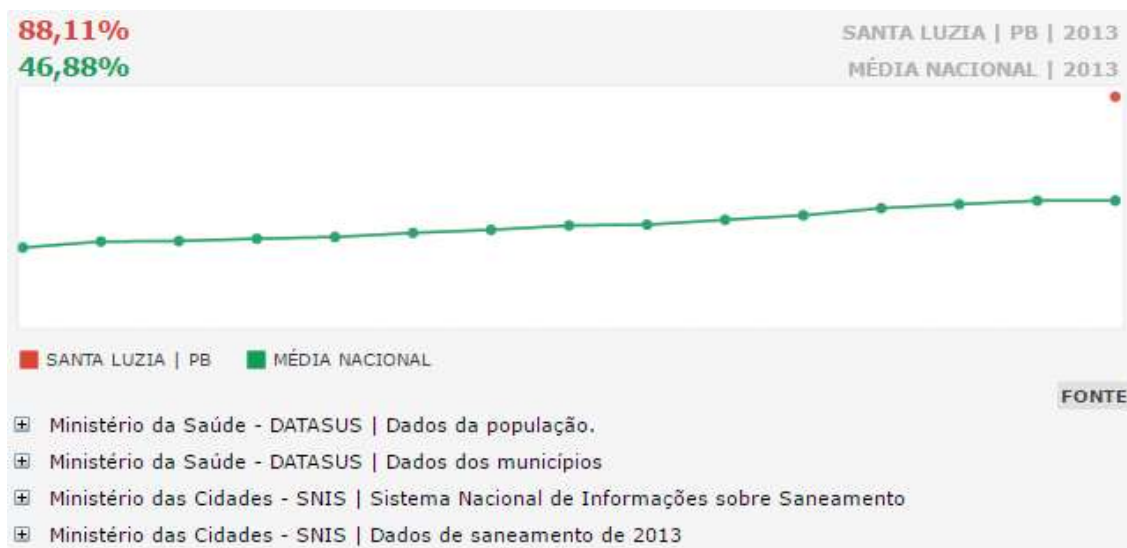 88,11% SANTA LUZIA | PB | 2013
46,88% MÉDIA NACIONAL | 2013
SANTA LUZIA | PB MÉDIA NACIONAL
FONTE
Ministério da Saúde - DATASUS | Dados da população.
Ministério da Saúde - DATASUS | Dados dos municípios
Ministério das Cidades - SNIS | Sistema Nacional de Informações sobre Saneamento
Ministério das Cidades - SNIS | Dados de saneamento de 2013